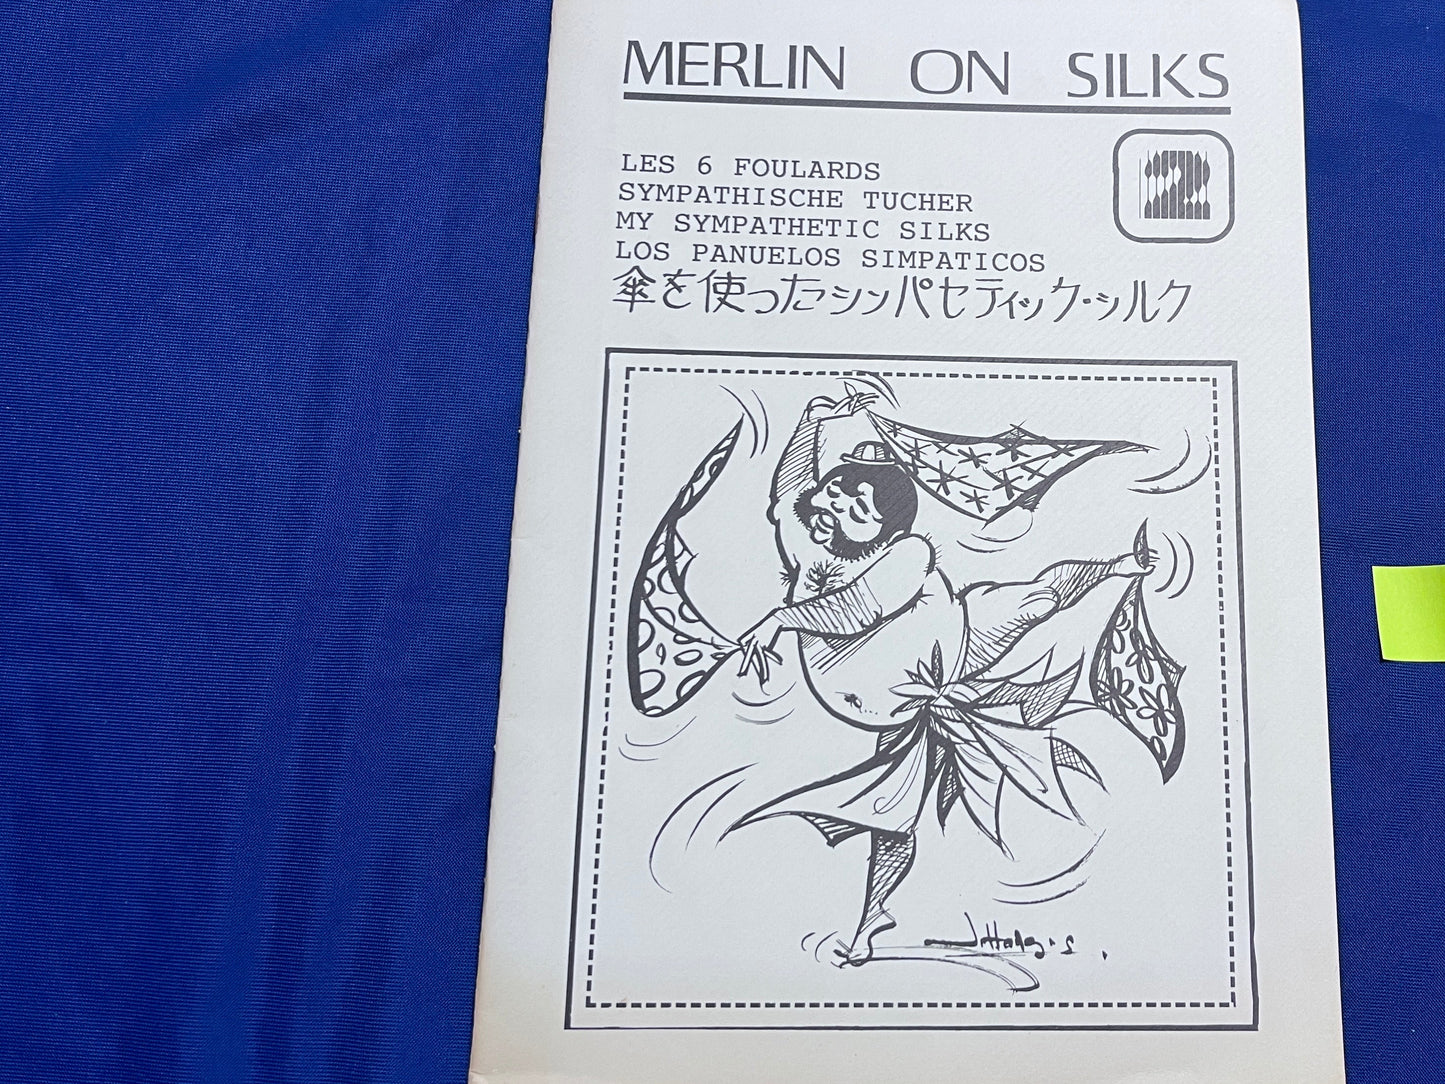 MERLIN ON SILKS
2
LES 6 FOULARDS
SYMPATHISCHE TUCHER
MY SYMPATHETIC SILKS
LOS PANUELOS SIMPATICOS
傘を使ったシンパセティック・シルク